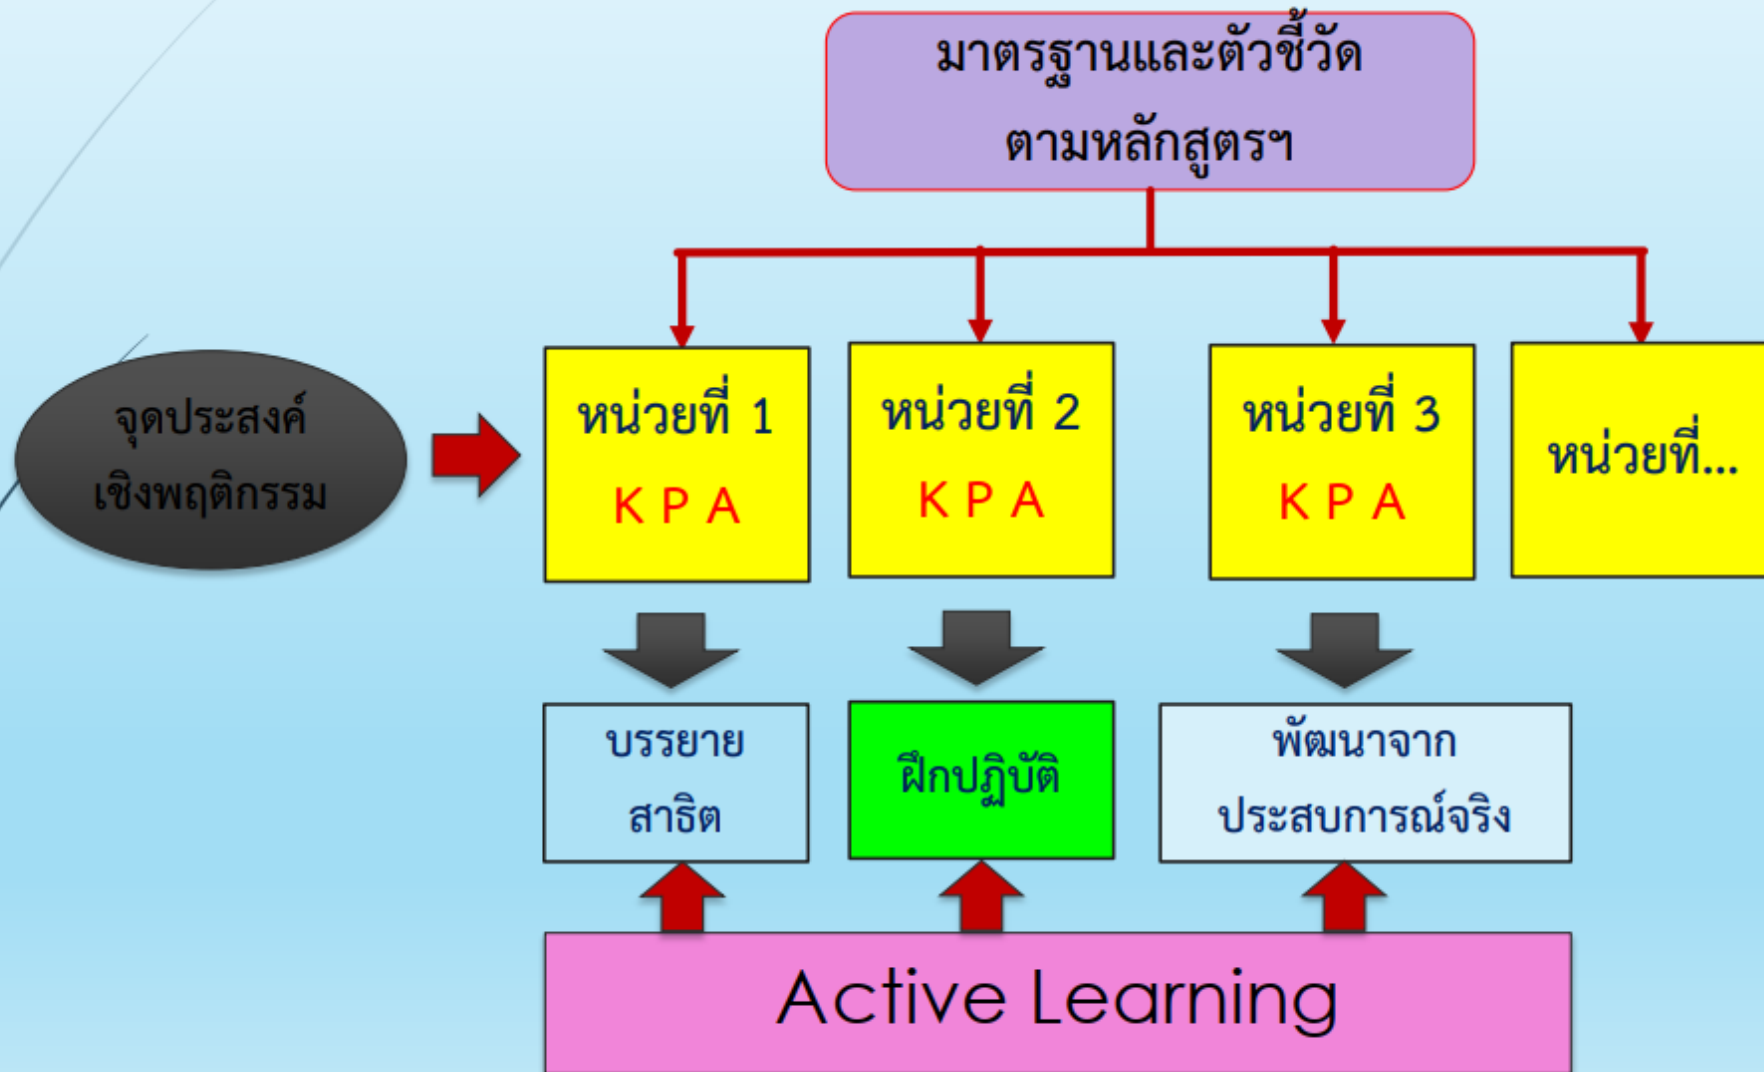 มาตรฐานและตัวชี้วัด
ตามหลักสูตรฯ
จุดประสงค์
เชิงพฤติกรรม
หน่วยที่ 1
K P A
หน่วยที่ 2
K P A
หน่วยที่ 3
K P A
หน่วยที่...
บรรยาย
สาธิต
ฝึกปฏิบัติ
พัฒนาจาก
ประสบการณ์จริง
Active Learning